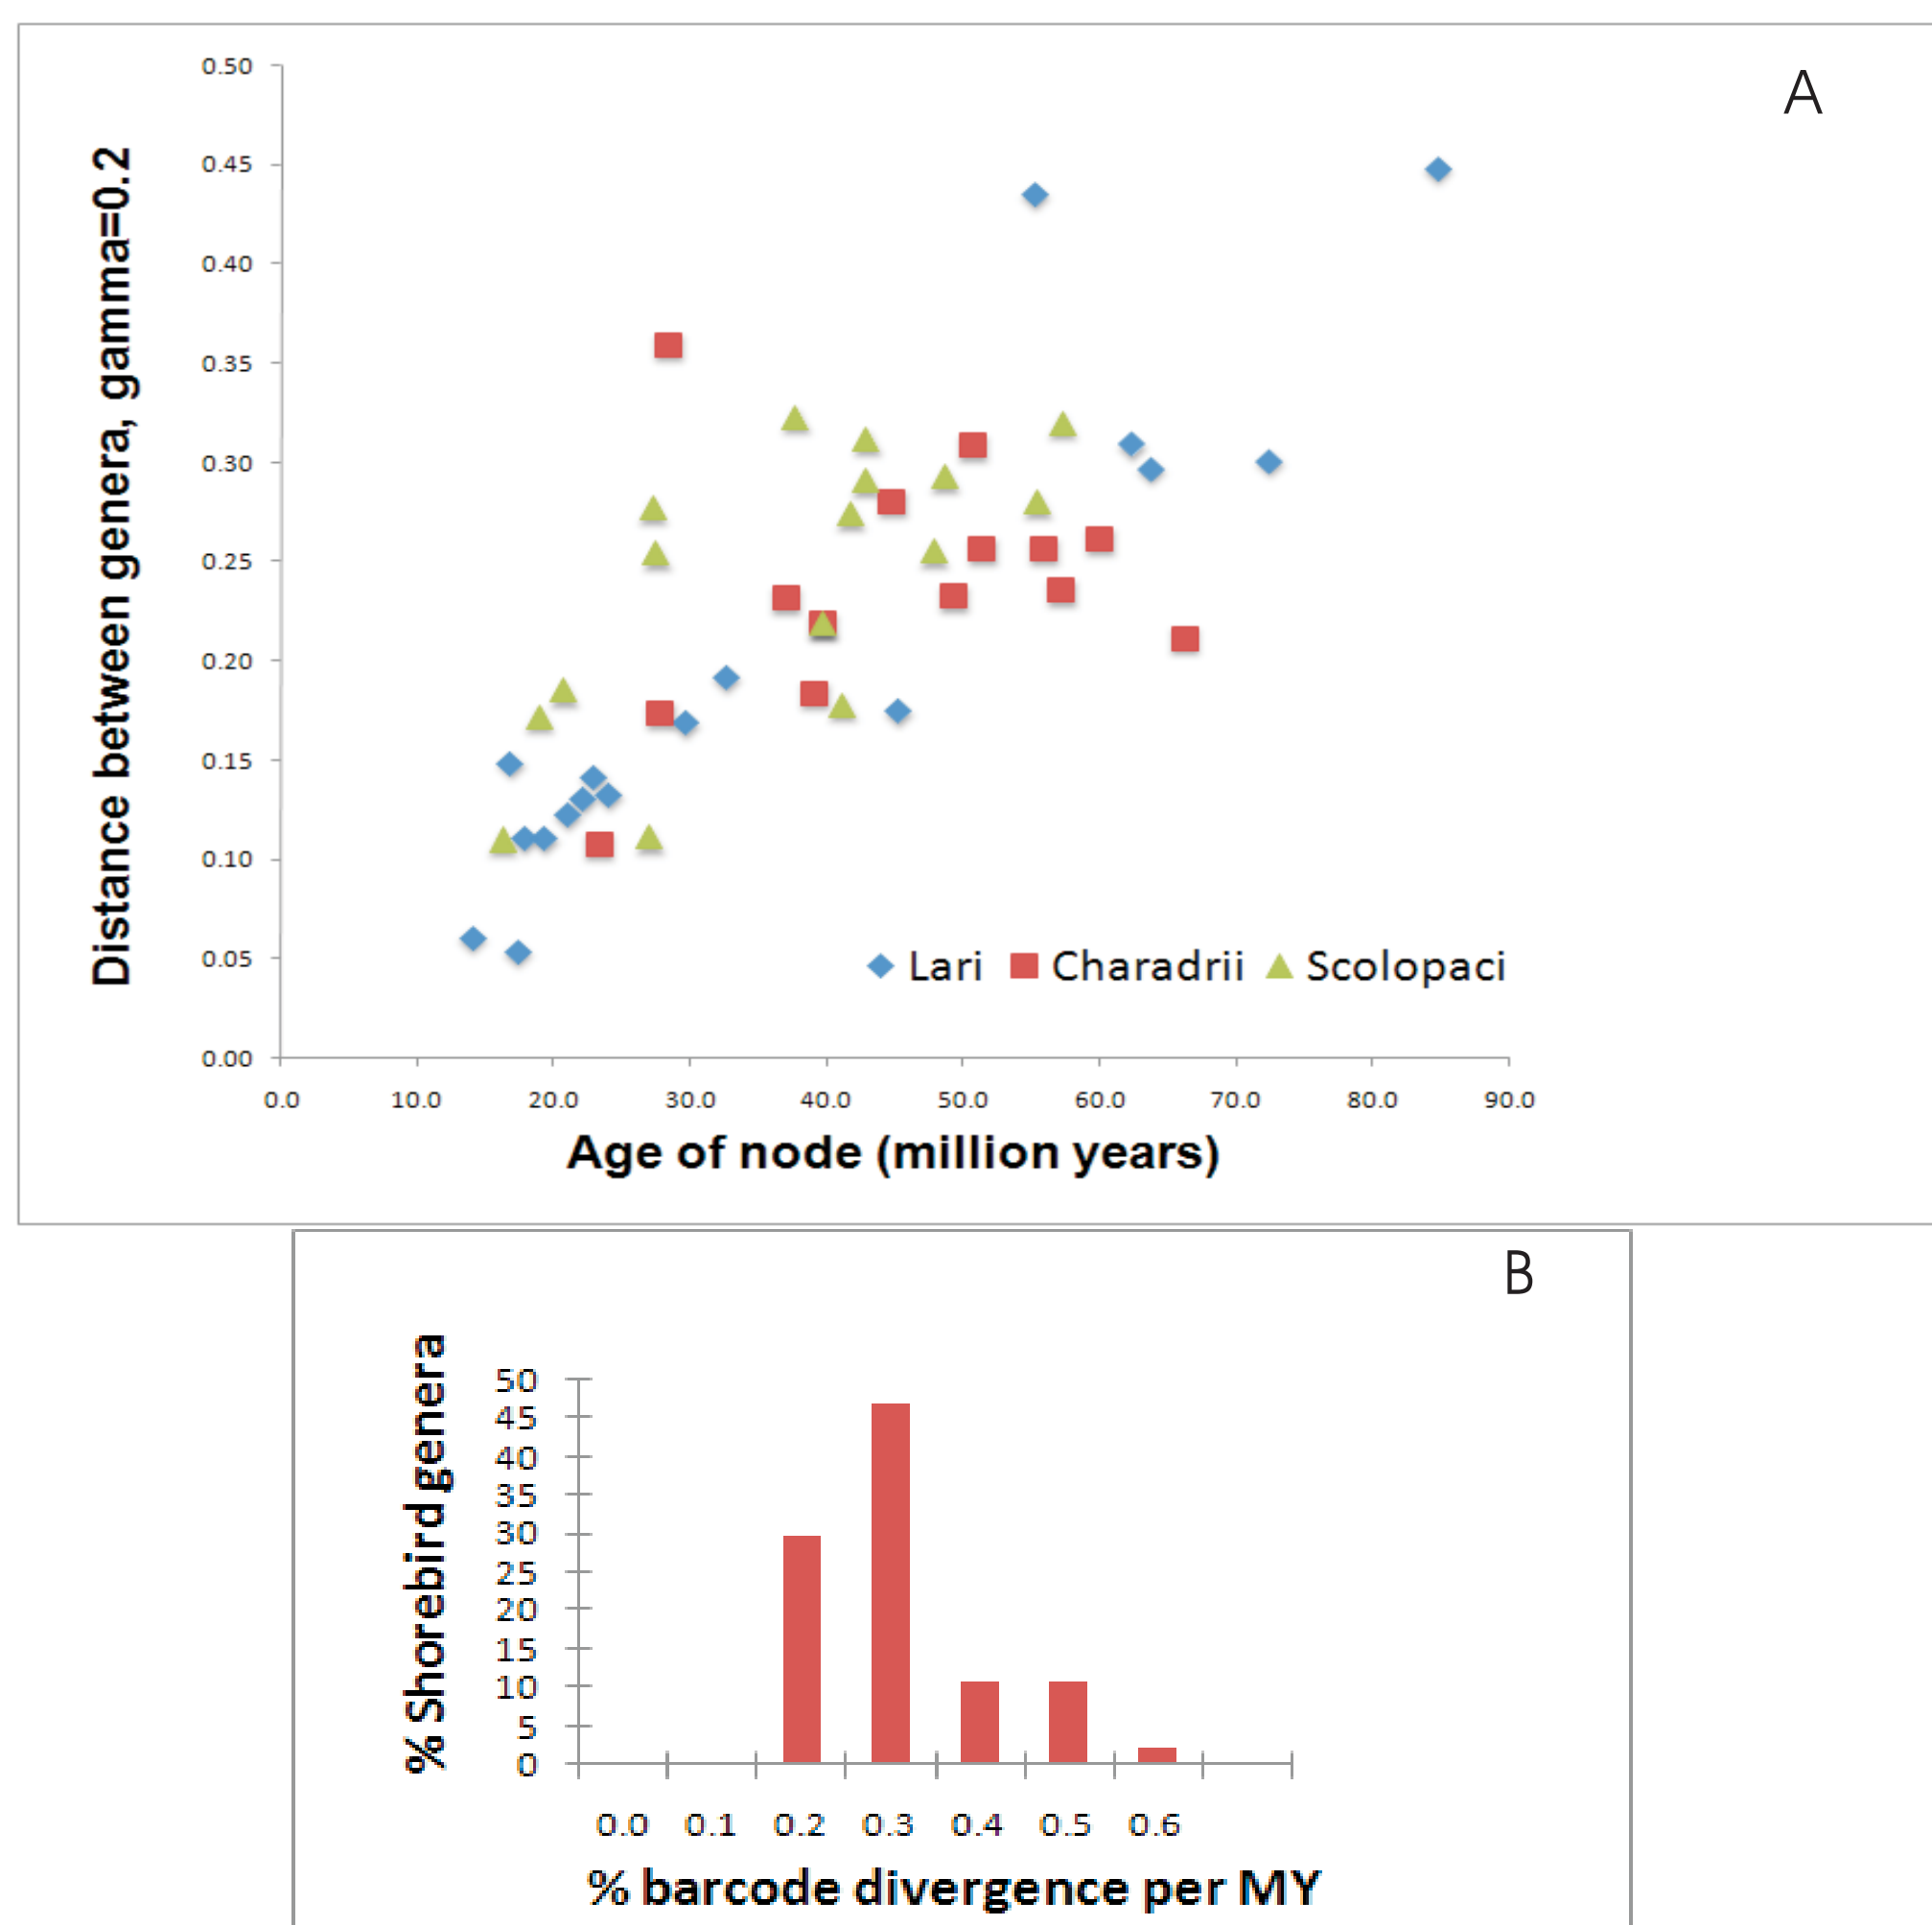 A
Distance between genera, gamma=0.2
0.50
0.45
0.40
0.35
0.30
0.25
0.20
0.15
0.10
0.05
0.00
Lari Charadrii Scolopaci
0.0 10.0 20.0 30.0 40.0 50.0 60.0 70.0 80.0 90.0
Age of node (million years)
B
% Shorebird genera
50
45
40
35
30
25
20
15
10
5
0
0.0 0.1 0.2 0.3 0.4 0.5 0.6
% barcode divergence per MY